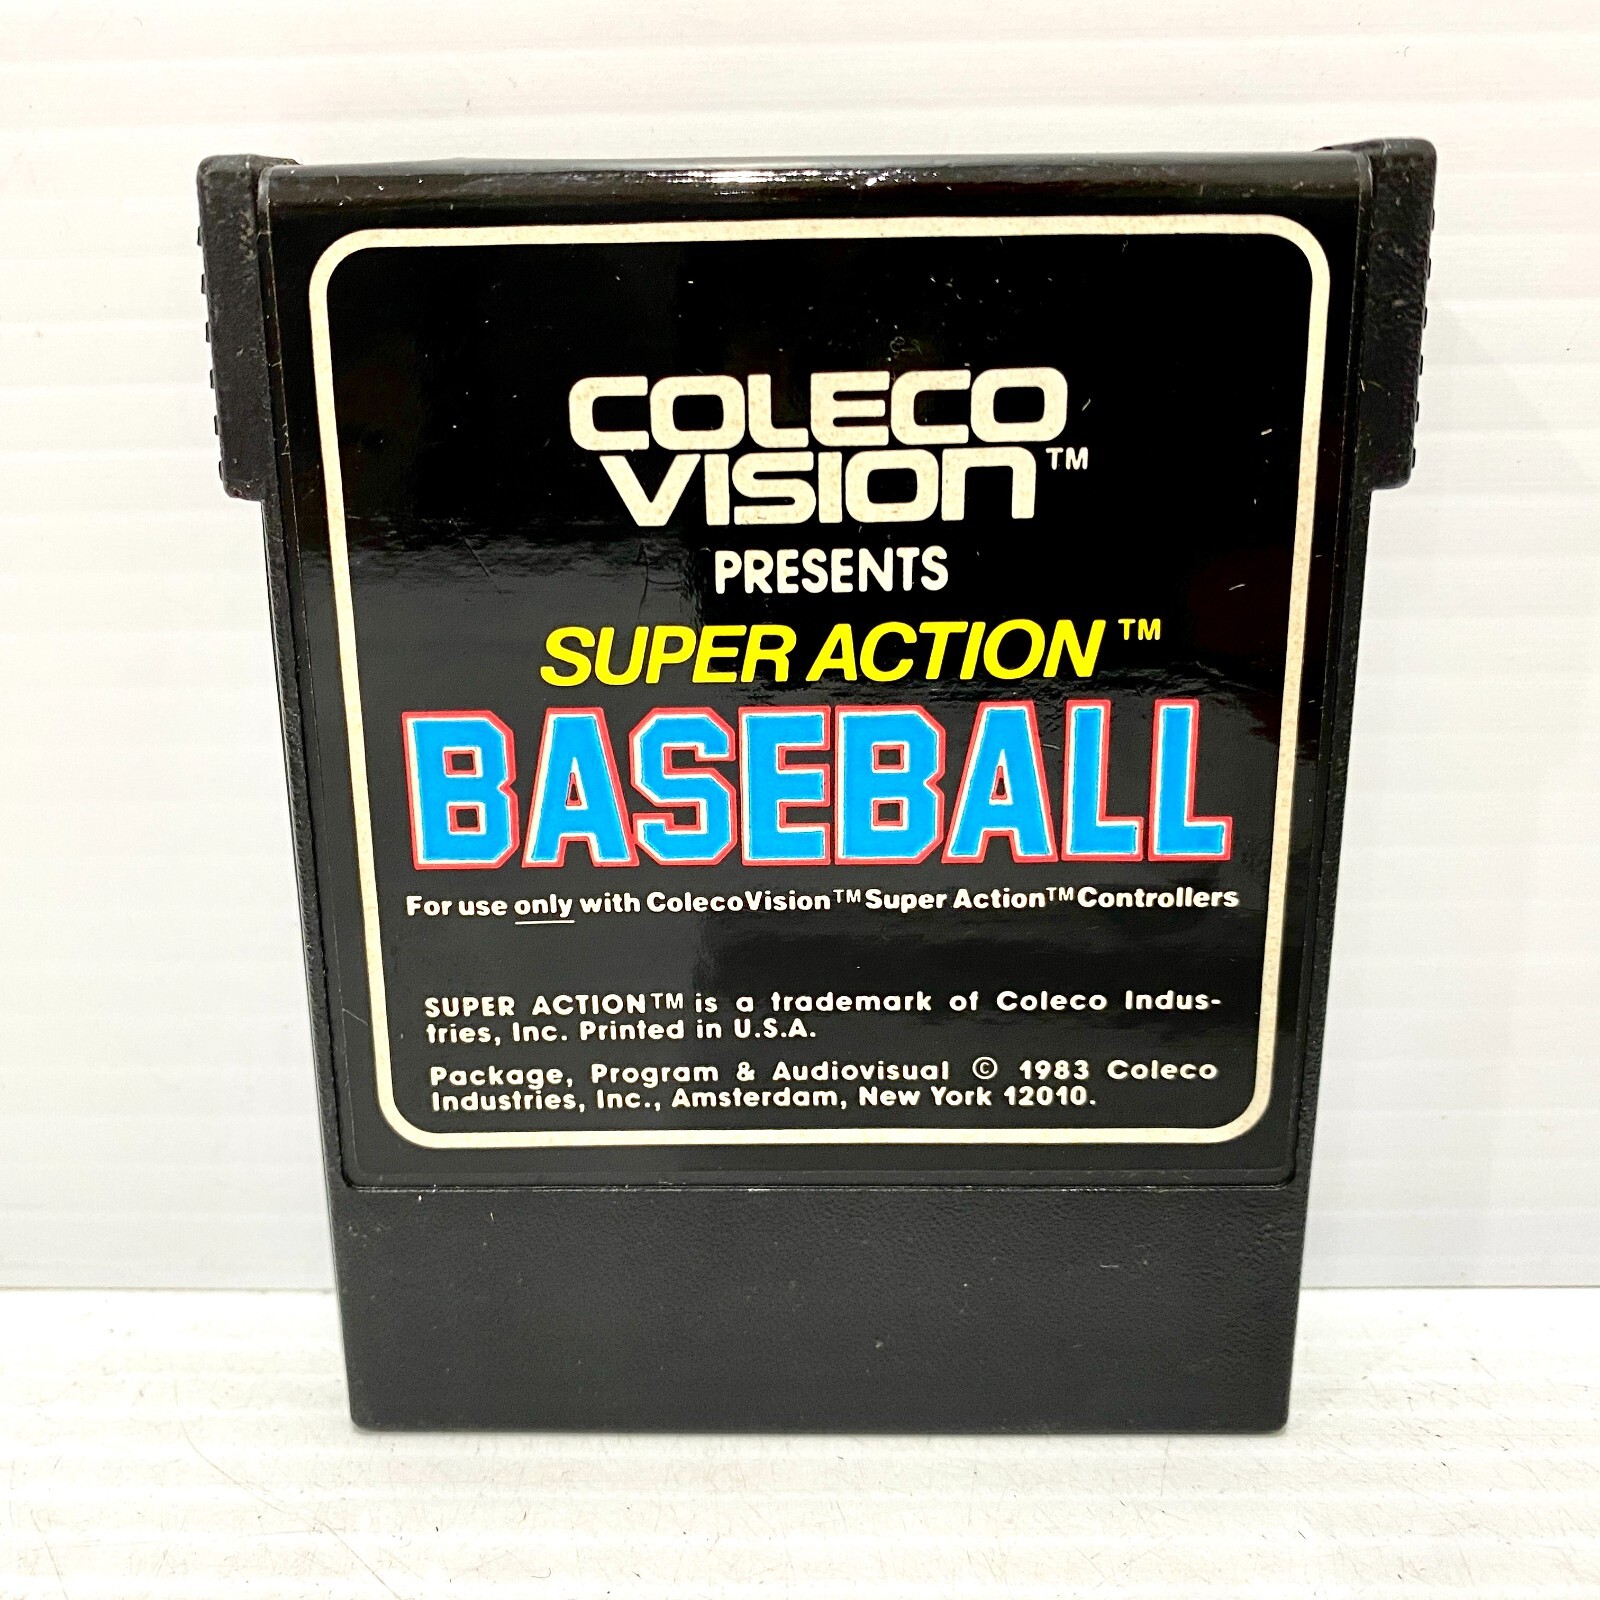 COLECO
VISION™
PRESENTS
SUPER ACTION™
BASEBALL
For use only with ColecoVision™ Super Action™ Controllers
SUPER ACTION™ is a trademark of Coleco Indus-
tries, Inc. Printed in U.S.A.
Package, Program & Audiovisual © 1983 Coleco
Industries, Inc., Amsterdam, New York 12010.